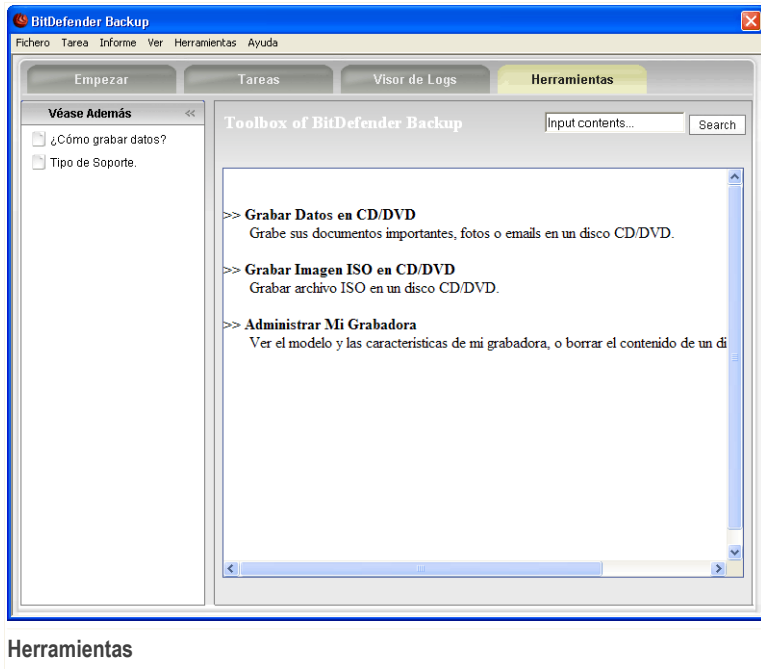 BitDefender Backup
Fichero Tarea Informe Ver Herramientas Ayuda
Empezar Tareas Visor de Logs Herramientas
Véase Además
¿Cómo grabar datos?
Tipo de Soporte.
Toolbox of BitDefender Backup
Input contents...
Search
>> Grabar Datos en CD/DVD
Grabe sus documentos importantes, fotos o emails en un disco CD/DVD.
>> Grabar Imagen ISO en CD/DVD
Grabar archivo ISO en un disco CD/DVD.
>> Administrar Mi Grabadora
Ver el modelo y las caracteristicas de mi grabadora, o borrar el contenido de un di
Herramientas